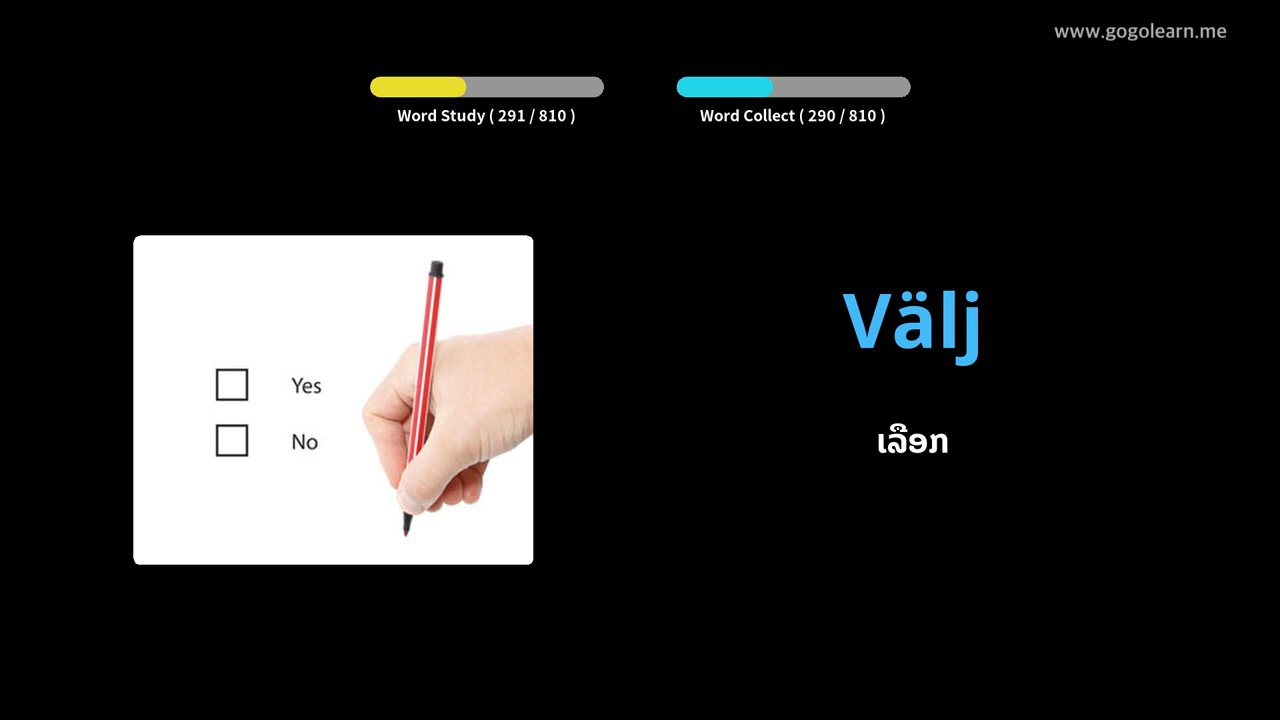 www.gogolearn.me
Word Study ( 291 / 810 )
Word Collect ( 290 / 810 )
Yes
No
Välj
ເລືອກ